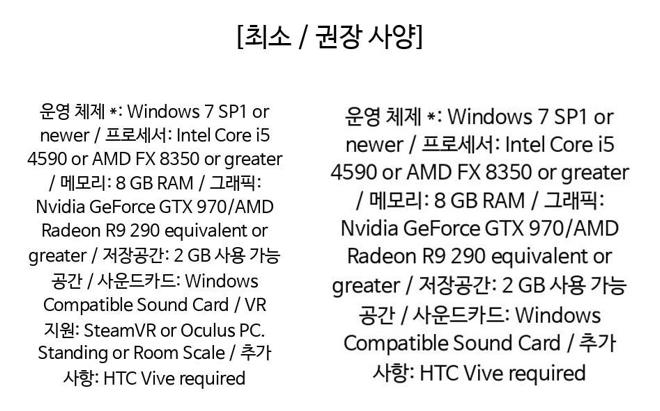 [최소 / 권장 사양]
운영 체제 *: Windows 7 SP1 or
newer / 프로세서: Intel Core i5
4590 or AMD FX 8350 or greater
/ 메모리: 8 GB RAM / 그래픽:
Nvidia GeForce GTX 970/AMD
Radeon R9 290 equivalent or
greater / 저장공간: 2 GB 사용 가능
공간 / 사운드카드: Windows
Compatible Sound Card / VR
지원: SteamVR or Oculus PC.
Standing or Room Scale / 추가
사항: HTC Vive required
운영 체제 *: Windows 7 SP1 or
newer / 프로세서: Intel Core i5
4590 or AMD FX 8350 or greater
/ 메모리: 8 GB RAM / 그래픽:
Nvidia GeForce GTX 970/AMD
Radeon R9 290 equivalent or
greater / 저장공간: 2 GB 사용 가능
공간 / 사운드카드: Windows
Compatible Sound Card / 추가
사항: HTC Vive required